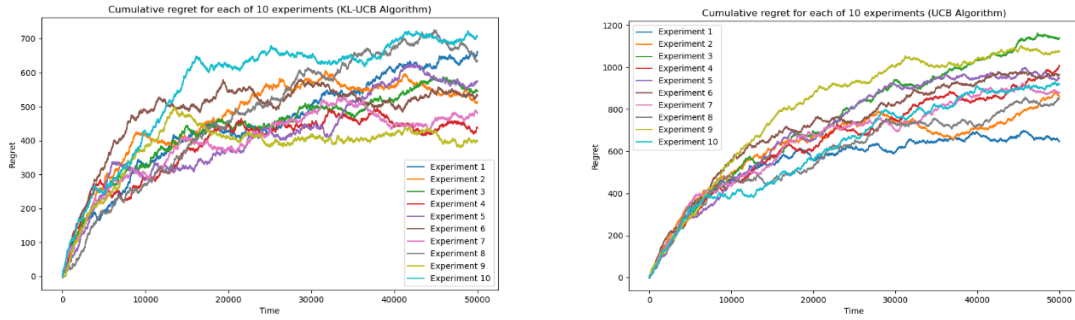 Cumulative regret for each of 10 experiments (KL-UCB Algorithm)
700
600
500
400
300
200
100
0
Regret
0 10000 20000 30000 40000 50000
Time
Experiment 1
Experiment 2
Experiment 3
Experiment 4
Experiment 5
Experiment 6
Experiment 7
Experiment 8
Experiment 9
Experiment 10
Cumulative regret for each of 10 experiments (UCB Algorithm)
1200
1000
800
600
400
200
0
Regret
0 10000 20000 30000 40000 50000
Time
Experiment 1
Experiment 2
Experiment 3
Experiment 4
Experiment 5
Experiment 6
Experiment 7
Experiment 8
Experiment 9
Experiment 10